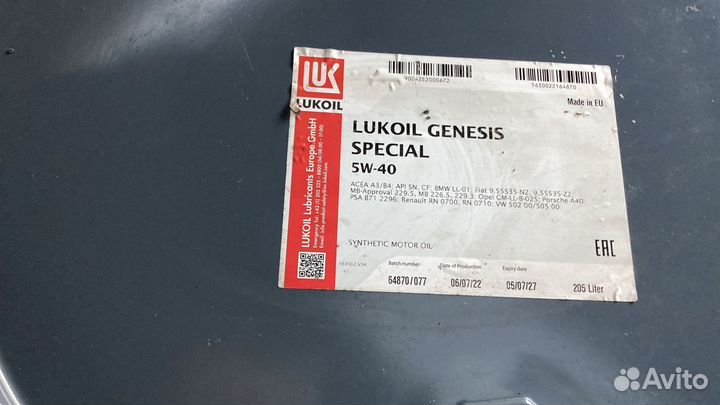 LUK
LUKOIL
LUKOIL Lubricants Europe GmbH
9004552000672
5630022164870
Made in EU
LUKOIL GENESIS
SPECIAL
5W-40
ACEA A3/B4; API SN, CF; BMW LL-01; Fiat 9.55535-N2, 9.55535-Z2
MB-Approval 229.5, MB 226.5, 229.3; Opel GM-LL-B-025; Porsche A40
PSA B71 2296; Renault RN 0700, RN 0710; VW 502 00/505 00
SYNTHETIC MOTOR OIL
EAC
Batch number Date of Production Expiry date
64870/077 06/07/22 05/07/27 205 Liter
Avito